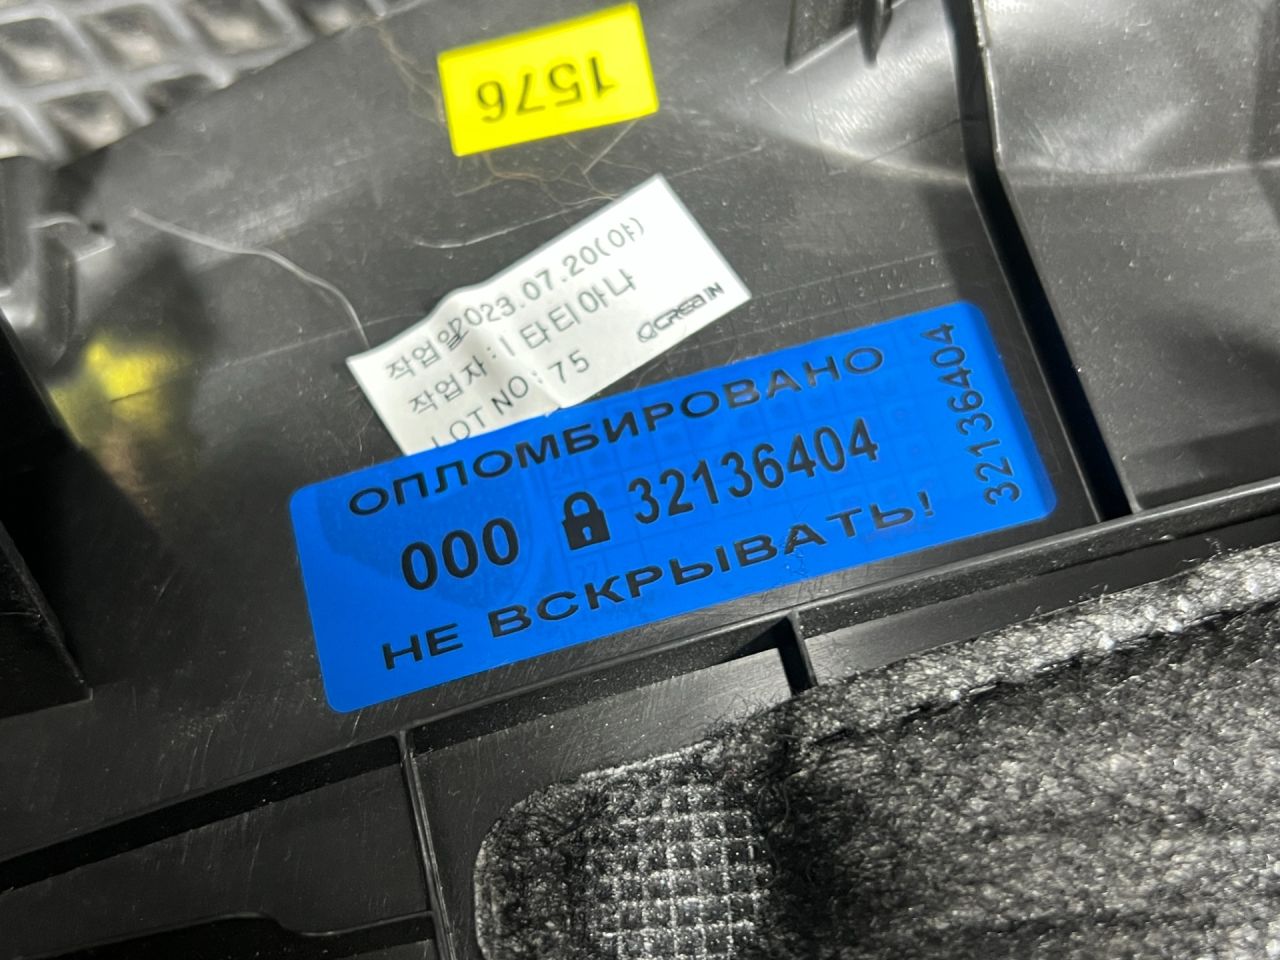 1576
작업일2023.07.20(야)
작업자: I 타티아나
LOT NO: 75
CREA IN
ОПЛОМБИРОВАНО
000 32136404
НЕ ВСКРЫВАТЬ!
32136404